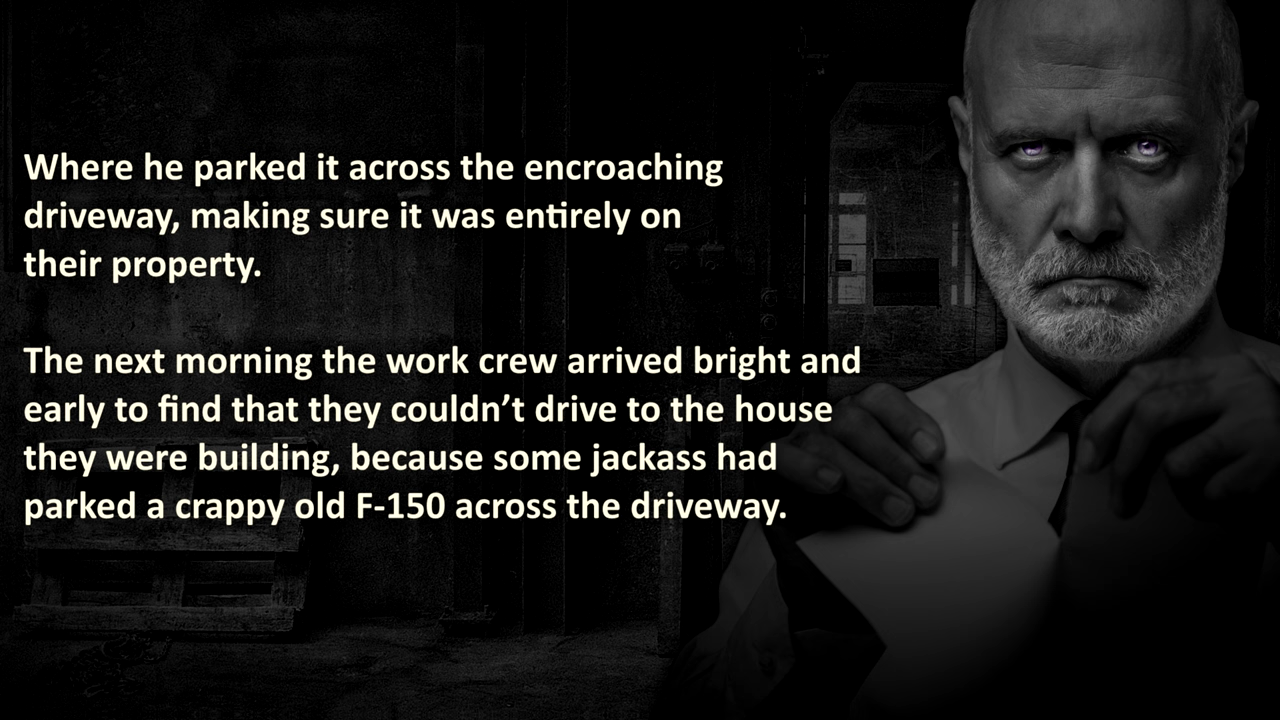 Where he parked it across the encroaching
driveway, making sure it was entirely on
their property.
The next morning the work crew arrived bright and
early to find that they couldn’t drive to the house
they were building, because some jackass had
parked a crappy old F-150 across the driveway.